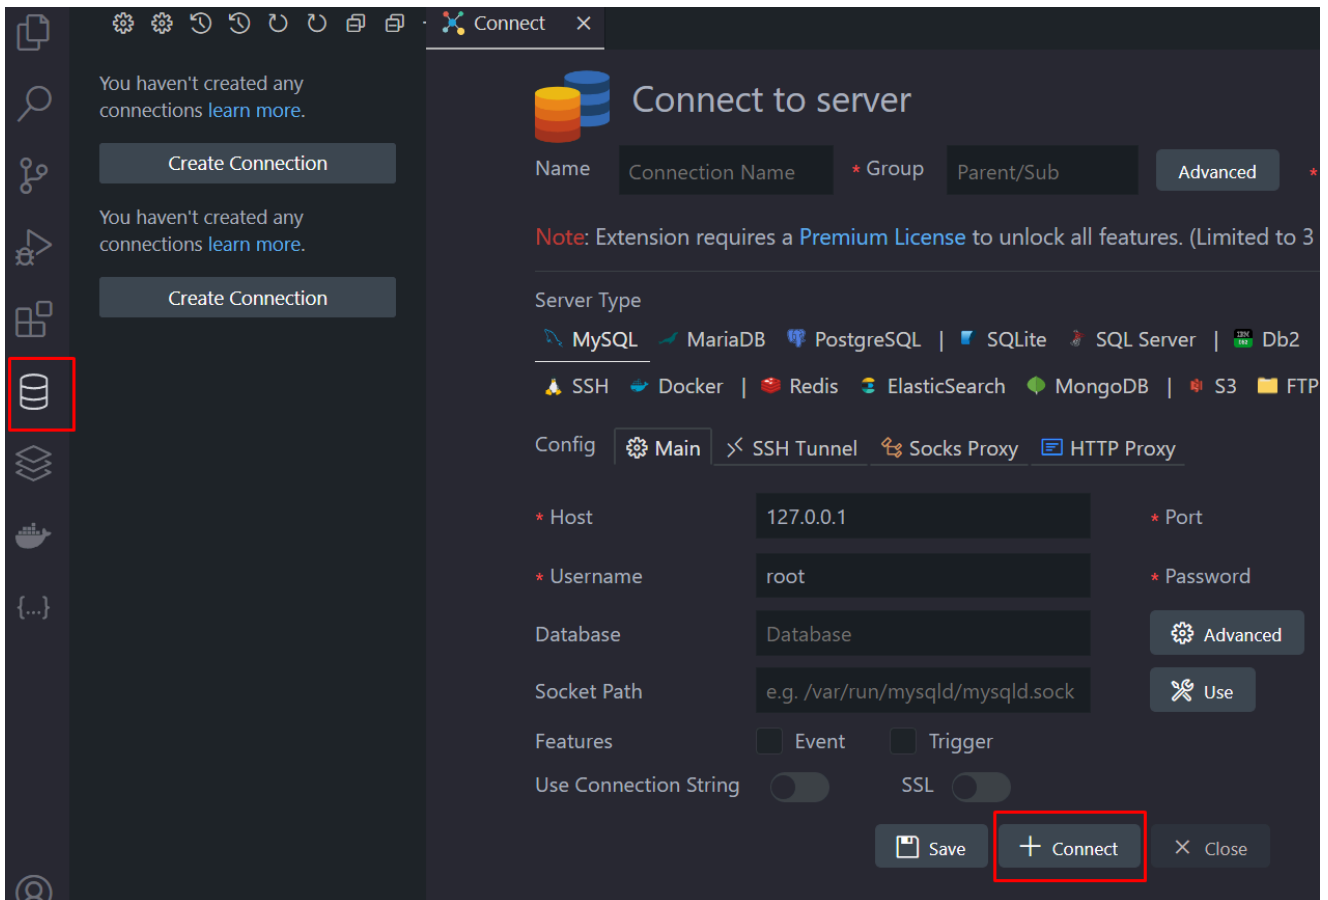 Connect
You haven't created any
connections learn more.
Create Connection
You haven't created any
connections learn more.
Create Connection
{...}
Connect to server
Name Connection Name * Group Parent/Sub Advanced *
Note: Extension requires a Premium License to unlock all features. (Limited to 3
Server Type
MySQL MariaDB PostgreSQL | SQLite SQL Server | Db2
SSH Docker | Redis ElasticSearch MongoDB | S3 FTP
Config Main SSH Tunnel Socks Proxy HTTP Proxy
* Host 127.0.0.1 * Port
* Username root * Password
Database Database Advanced
Socket Path e.g. /var/run/mysqld/mysqld.sock Use
Features Event Trigger
Use Connection String SSL
Save + Connect Close